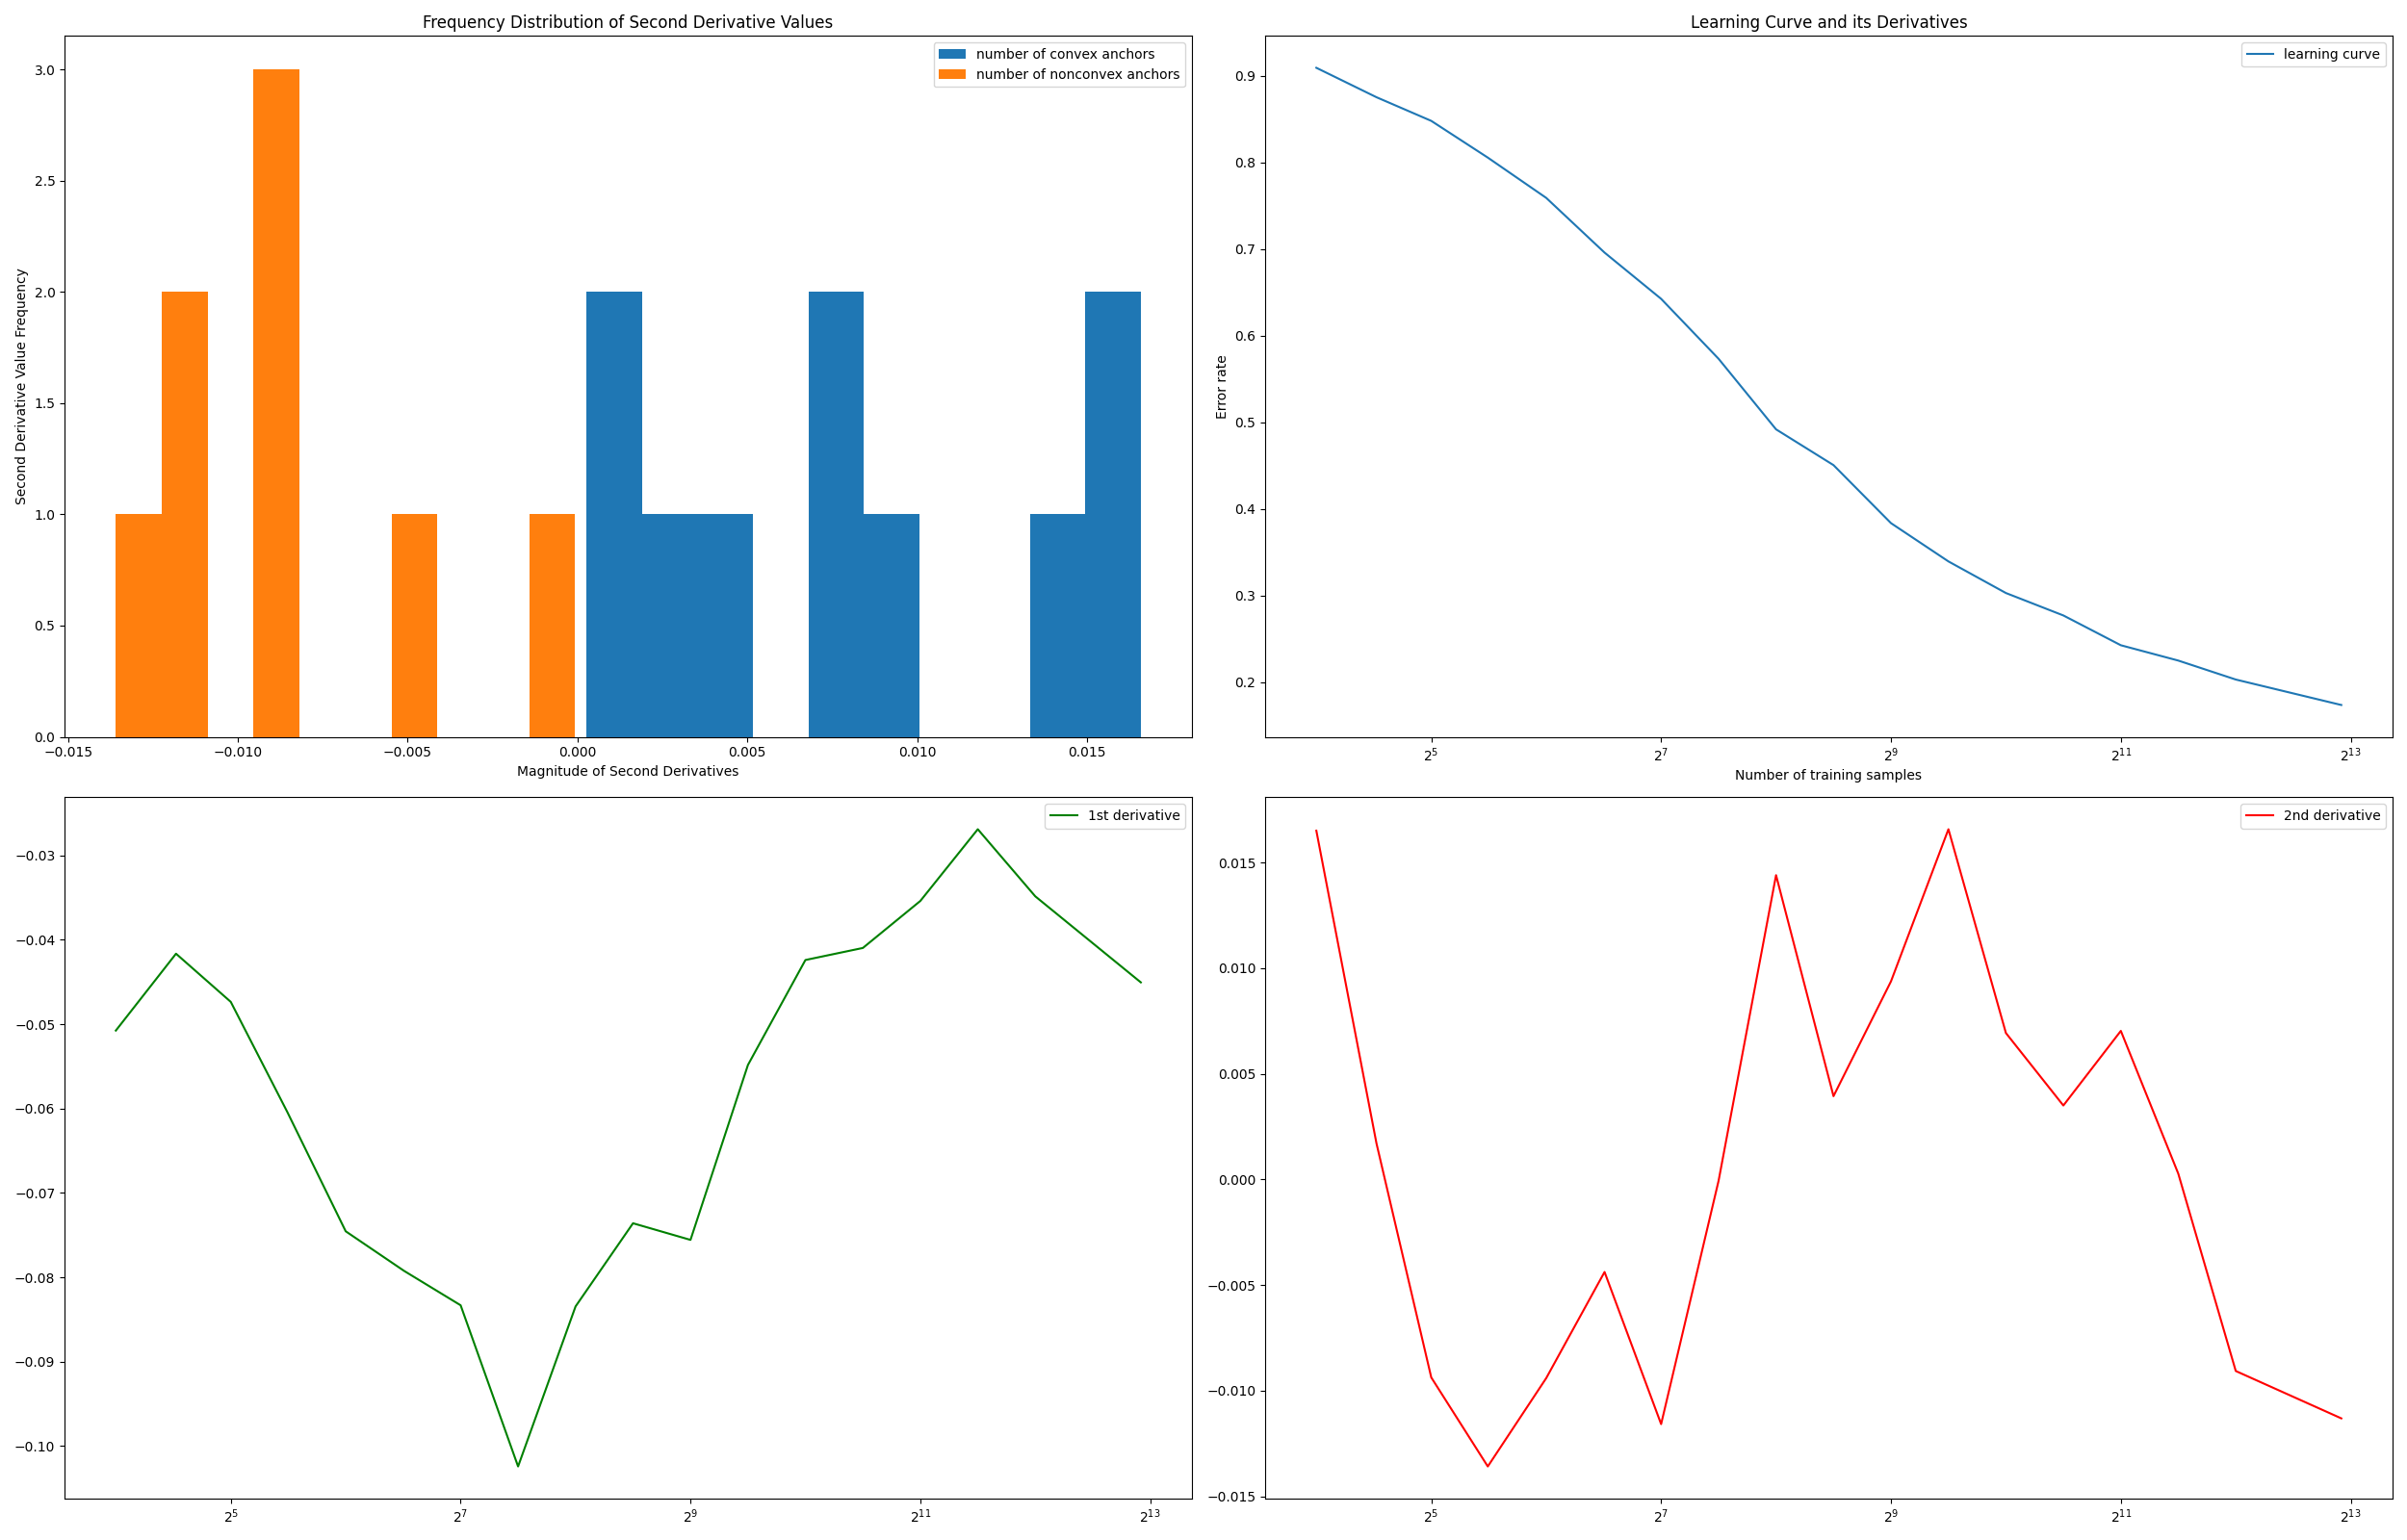 Frequency Distribution of Second Derivative Values
number of convex anchors
number of nonconvex anchors
Second Derivative Value Frequency
3.0
2.5
2.0
1.5
1.0
0.5
0.0
−0.015 −0.010 −0.005 0.000 0.005 0.010 0.015
Magnitude of Second Derivatives
Learning Curve and its Derivatives
learning curve
Error rate
0.9
0.8
0.7
0.6
0.5
0.4
0.3
0.2
2^5 2^7 2^9 2^11 2^13
Number of training samples
1st derivative
−0.03
−0.04
−0.05
−0.06
−0.07
−0.08
−0.09
−0.10
2^5 2^7 2^9 2^11 2^13
2nd derivative
0.015
0.010
0.005
0.000
−0.005
−0.010
−0.015
2^5 2^7 2^9 2^11 2^13